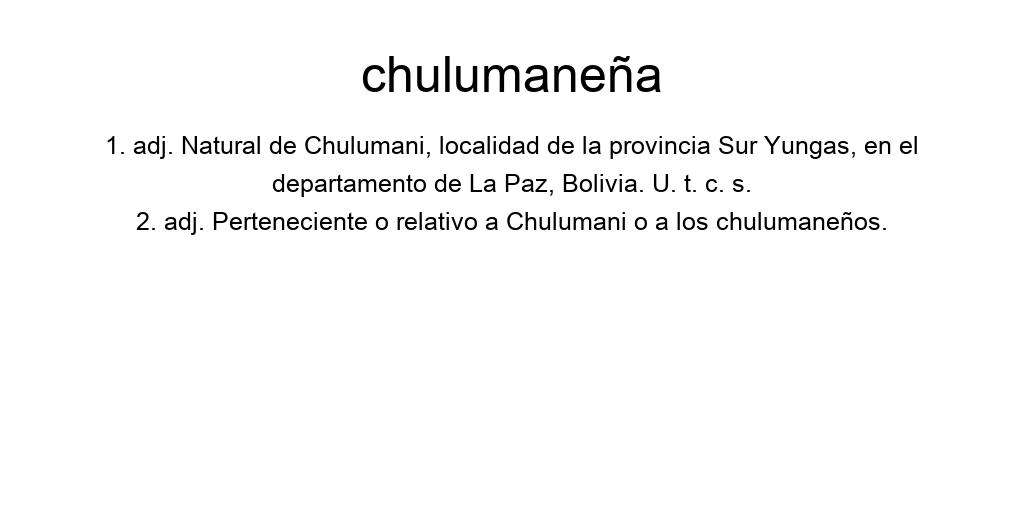 chulumaneña
1. adj. Natural de Chulumani, localidad de la provincia Sur Yungas, en el
departamento de La Paz, Bolivia. U. t. c. s.
2. adj. Perteneciente o relativo a Chulumani o a los chulumaneños.